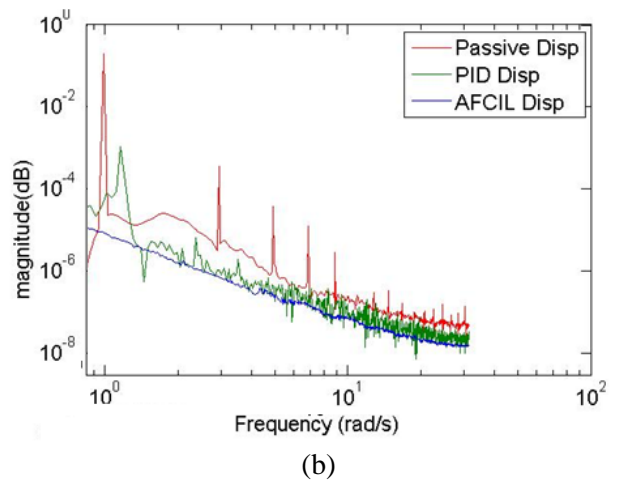 10^0
10^-2
10^-4
10^-6
10^-8
magnitude(dB)
Passive Disp
PID Disp
AFCIL Disp
10^0
10^1
10^2
Frequency (rad/s)
(b)